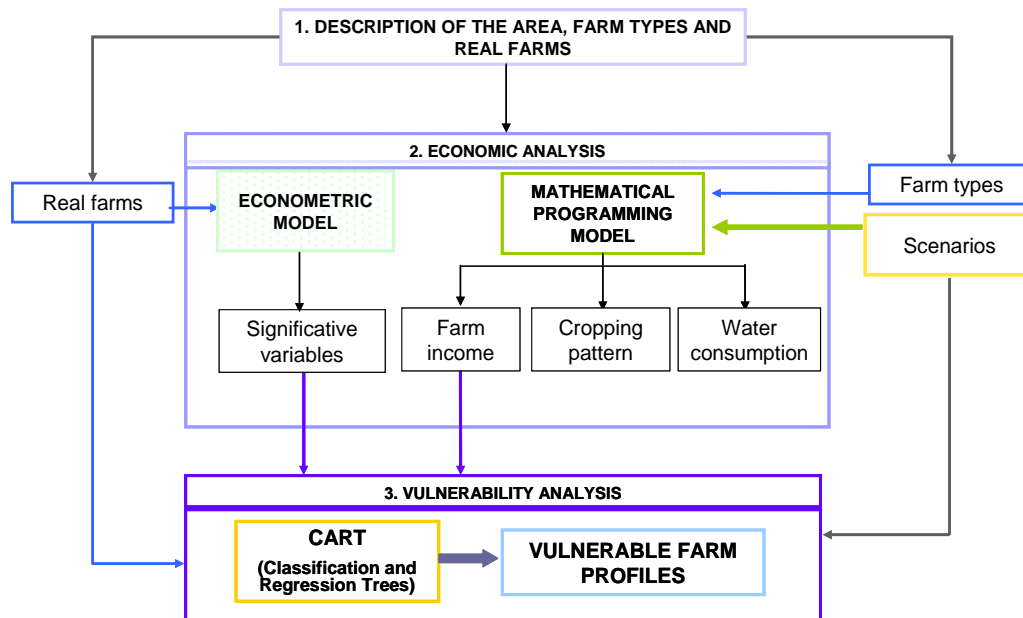 1. DESCRIPTION OF THE AREA, FARM TYPES AND
REAL FARMS
2. ECONOMIC ANALYSIS
Real farms
ECONOMETRIC
MODEL
MATHEMATICAL
PROGRAMMING
MODEL
Farm types
Scenarios
Significative
variables
Farm
income
Cropping
pattern
Water
consumption
3. VULNERABILITY ANALYSIS
CART
(Classification and
Regression Trees)
VULNERABLE FARM
PROFILES